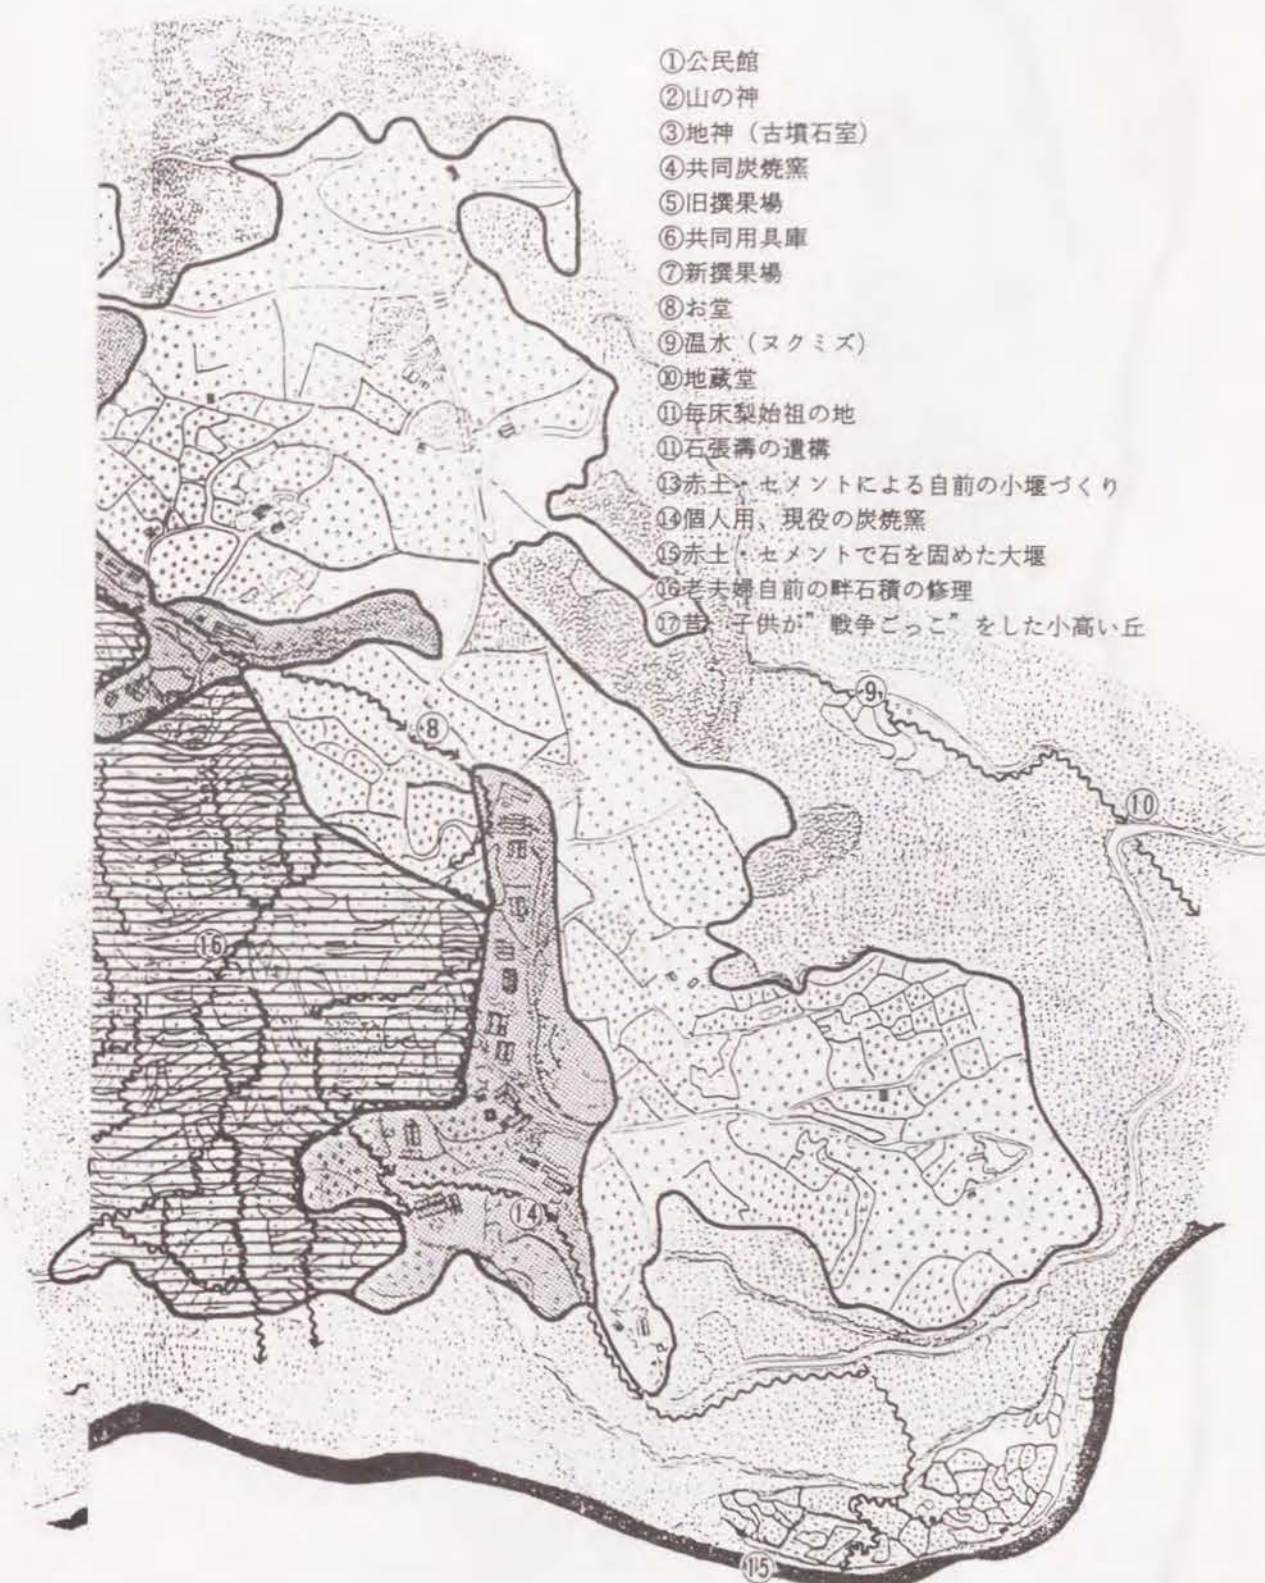 ①公民館
②山の神
③地神（古墳石室）
④共同炭焼窯
⑤旧撰果場
⑥共同用具庫
⑦新撰果場
⑧お堂
⑨温水（ヌクミズ）
⑩地蔵堂
⑪毎床梨始祖の地
⑪石張溝の遺構
⑬赤土・セメントによる自前の小堰づくり
⑭個人用、現役の炭焼窯
⑮赤土・セメントで石を固めた大堰
⑯老夫婦自前の畔石積の修理
⑰昔、子供が”戦争ごっこ”をした小高い丘
⑨
⑧
⑩
⑯
⑭
⑮